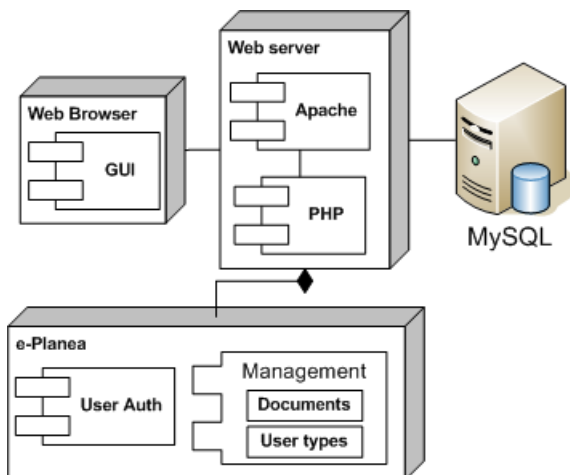 Web server
Apache
Web Browser
GUI
PHP
MySQL
e-Planea
Management
User Auth
Documents
User types